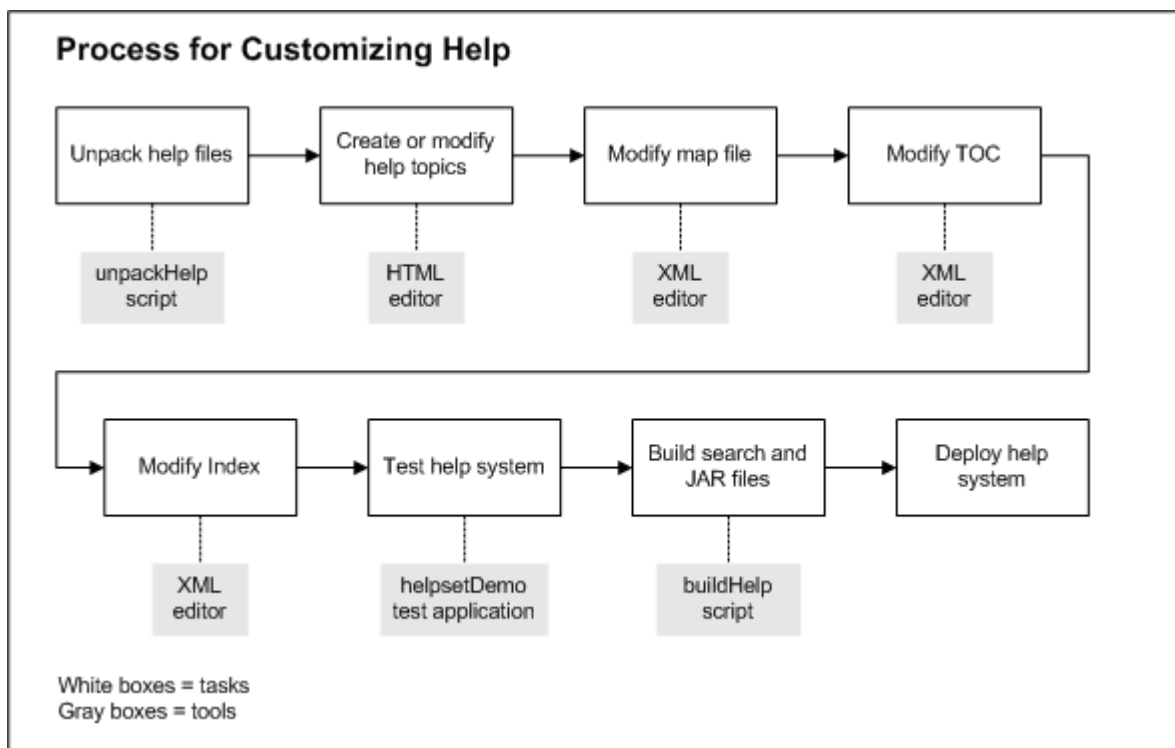 Process for Customizing Help
Unpack help files
Create or modify
help topics
Modify map file
Modify TOC
unpackHelp
script
HTML
editor
XML
editor
XML
editor
Modify Index
Test help system
Build search and
JAR files
Deploy help
system
XML
editor
helpsetDemo
test application
buildHelp
script
White boxes = tasks
Gray boxes = tools